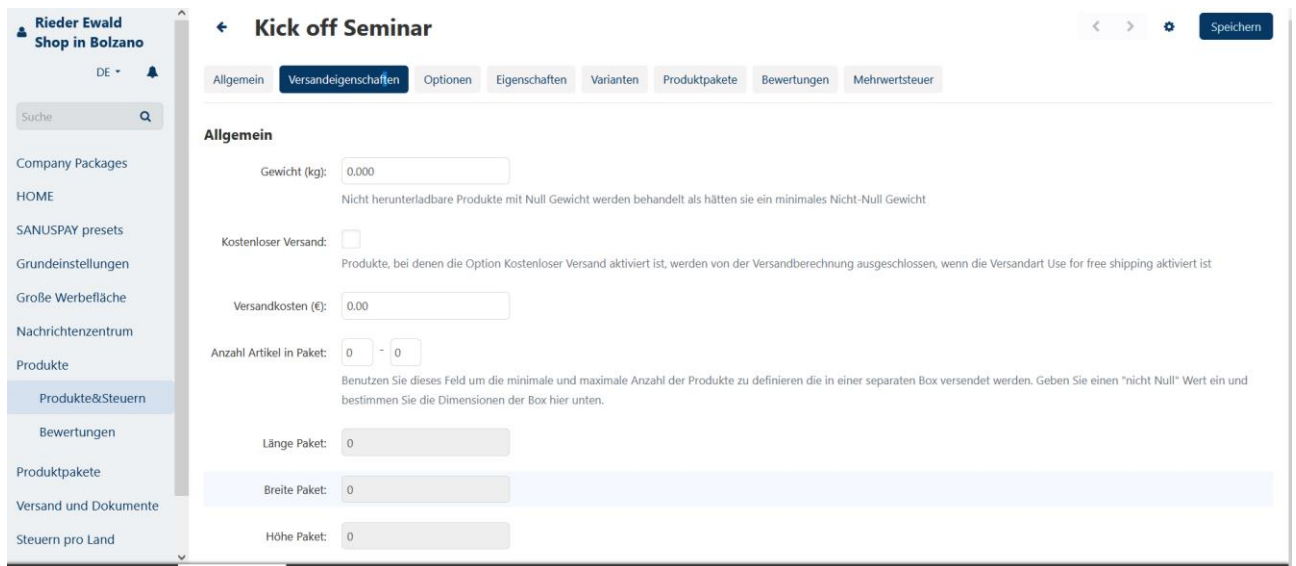 Rieder Ewald
Shop in Bolzano
DE
Suche
Company Packages
HOME
SANUSPAY presets
Grundeinstellungen
Große Werbefläche
Nachrichtenzentrum
Produkte
Produkte&Steuern
Bewertungen
Produktpakete
Versand und Dokumente
Steuern pro Land
Kick off Seminar
Speichern
Allgemein Versandeigenschaften Optionen Eigenschaften Varianten Produktpakete Bewertungen Mehrwertsteuer
Allgemein
Gewicht (kg): 0.000
Nicht herunterladbare Produkte mit Null Gewicht werden behandelt als hätten sie ein minimales Nicht-Null Gewicht
Kostenloser Versand:
Produkte, bei denen die Option Kostenloser Versand aktiviert ist, werden von der Versandberechnung ausgeschlossen, wenn die Versandart Use for free shipping aktiviert ist
Versandkosten (€): 0.00
Anzahl Artikel in Paket: 0 - 0
Benutzen Sie dieses Feld um die minimale und maximale Anzahl der Produkte zu definieren die in einer separaten Box versendet werden. Geben Sie einen "nicht Null" Wert ein und
bestimmen Sie die Dimensionen der Box hier unten.
Länge Paket: 0
Breite Paket: 0
Höhe Paket: 0